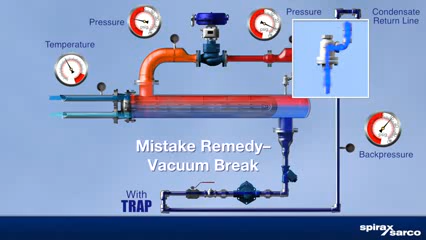 Pressure
Pressure
Condensate
Return Line
Temperature
Mistake Remedy–
Vacuum Break
Backpressure
With
TRAP
spirax
sarco